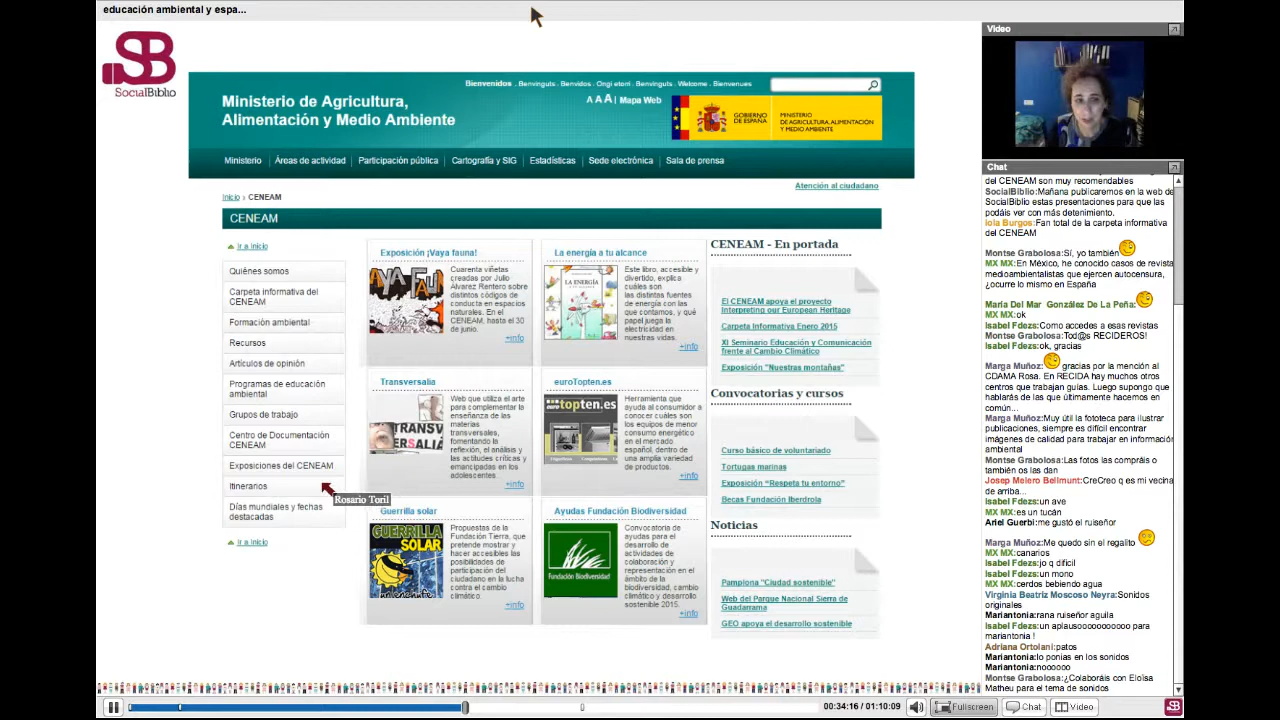 educación ambiental y espa...
SB
SocialBiblio
Bienvenidos . Benvinguts . Benvidos . Ongi etorri . Benvinguts . Welcome . Bienvenues
A A A | Mapa Web
Ministerio de Agricultura,
Alimentación y Medio Ambiente
GOBIERNO
DE ESPAÑA
MINISTERIO
DE AGRICULTURA, ALIMENTACIÓN
Y MEDIO AMBIENTE
Ministerio | Áreas de actividad | Participación pública | Cartografía y SIG | Estadísticas | Sede electrónica | Sala de prensa
Atención al ciudadano
Inicio › CENEAM
CENEAM
Ir a Inicio
Quiénes somos
Carpeta informativa del
CENEAM
Formación ambiental
Recursos
Artículos de opinión
Programas de educación
ambiental
Grupos de trabajo
Centro de Documentación
CENEAM
Exposiciones del CENEAM
Itinerarios
Rosario Toril
Días mundiales y fechas
destacadas
Ir a Inicio
Exposición ¡Vaya fauna!
Cuarenta viñetas
creadas por Julio
Álvarez Rentero sobre
distintos códigos de
conducta en espacios
naturales. En el
CENEAM, hasta el 30
de junio.
+info
La energía a tu alcance
Este libro, accesible y
divertido, explica
cuáles son
las distintas fuentes
de energía con las
que contamos, y qué
papel juega la
electricidad en
nuestras vidas.
+info
Transversalia
Web que utiliza el arte
para complementar la
enseñanza de las
materias
transversales,
fomentando la
reflexión, el análisis y
las actitudes críticas y
emancipadas en los
adolescentes.
+info
euroTopten.es
Herramienta que
ayuda al consumidor a
conocer cuáles son
los equipos de menor
consumo energético
en el mercado
español, dentro de
una amplia variedad
de productos.
+info
Guerrilla solar
GUERRILLA
SOLAR
Propuestas de la
Fundación Tierra, que
pretende mostrar y
hacer accesibles las
posibilidades de
participación del
ciudadano en la lucha
contra el cambio
climático.
+info
Ayudas Fundación Biodiversidad
Fundación Biodiversidad
Convocatoria de
ayudas para el
desarrollo de
actividades de
colaboración y
representación en el
ámbito de la
biodiversidad, cambio
climático y desarrollo
sostenible 2015.
+info
CENEAM - En portada
El CENEAM apoya el proyecto
Interpreting our European Heritage
Carpeta Informativa Enero 2015
XI Seminario Educación y Comunicación
frente al Cambio Climático
Exposición "Nuestras montañas"
Convocatorias y cursos
Curso básico de voluntariado
Tortugas marinas
Exposición "Respeta tu entorno"
Becas Fundación Iberdrola
Noticias
Pamplona "Ciudad sostenible"
Web del Parque Nacional Sierra de
Guadarrama
GEO apoya el desarrollo sostenible
Video
Chat
del CENEAM son muy recomendables
SocialBiblio:Mañana publicaremos en la web de
SocialBiblio estas presentaciones para que las
podáis ver con más detenimiento.
lola Burgos:Fan total de la carpeta informativa
del CENEAM
Montse Grabolosa:Sí, yo también
MX MX:En México, he conocido casos de revistas
medioambientalistas que ejercen autocensura,
¿ocurre lo mismo en España
María Del Mar González De La Peña:
MX MX:ok
Isabel Fdezs:Como accedes a esas revistas
Montse Grabolosa:Tod@s RECIDEROS!
Isabel Fdezs:ok, gracias
Marga Muñoz: gracias por la mención al
CDAMA Rosa. En RECIDA hay muchos otros
centros que trabajan guías. Luego supongo que
hablarás de las que últimamente hacemos en
común...
Marga Muñoz:Muy útil la fototeca para ilustrar
publicaciones, siempre es difícil encontrar
imágenes de calidad para trabajar en información
ambiental
Montse Grabolosa:Las fotos las compráis o
también os las dan
Josep Melero Bellmunt:CreCreo q es mi vecina
de arriba...
Isabel Fdezs:un ave
MX MX:es un tucán
Ariel Guerbi:me gustó el ruiseñor
Marga Muñoz:Me quedo sin el regalito
MX MX:canarios
Isabel Fdezs:jo q dificil
Isabel Fdezs:un mono
MX MX:cerdos bebiendo agua
Virginia Beatriz Moscoso Neyra:Sonidos
originales
Mariantonia:rana ruiseñor aguila
Isabel Fdezs:un aplausoooooooooo para
mariantonia !
Adriana Ortolani:patos
Mariantonia:lo ponias en los sonidos
Mariantonia:noooooo
Montse Grabolosa:¿Colaboráis con Eloïsa
Matheu para el tema de sonidos
00:34:16 / 01:10:09
Fullscreen
Chat
Video
SB